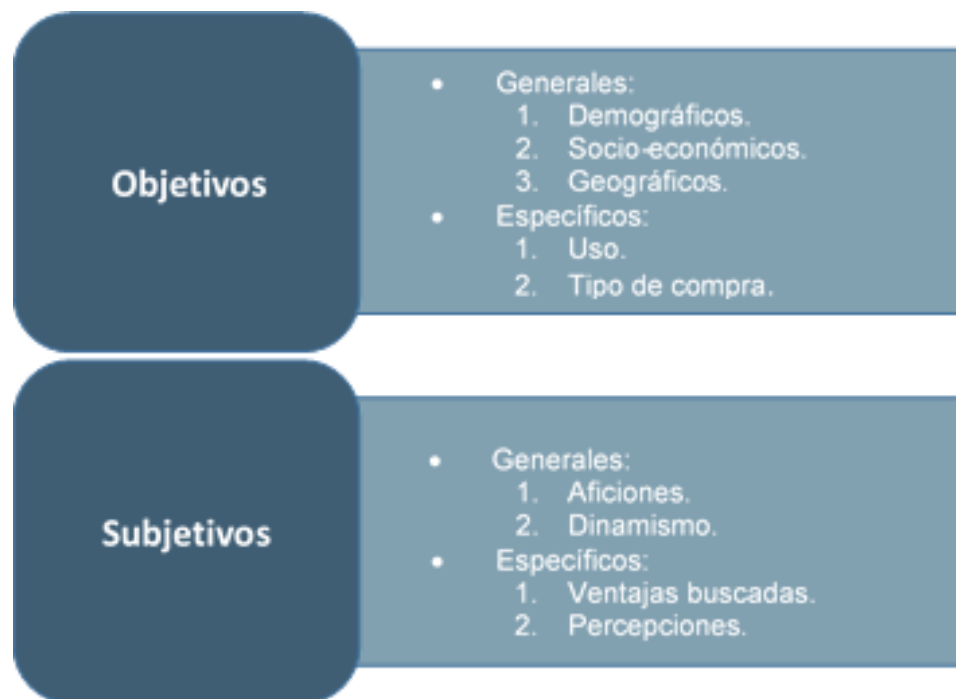 Objetivos
• Generales:
1. Demográficos.
2. Socio-económicos.
3. Geográficos.
• Específicos:
1. Uso.
2. Tipo de compra.
Subjetivos
• Generales:
1. Aficiones.
2. Dinamismo.
• Específicos:
1. Ventajas buscadas.
2. Percepciones.